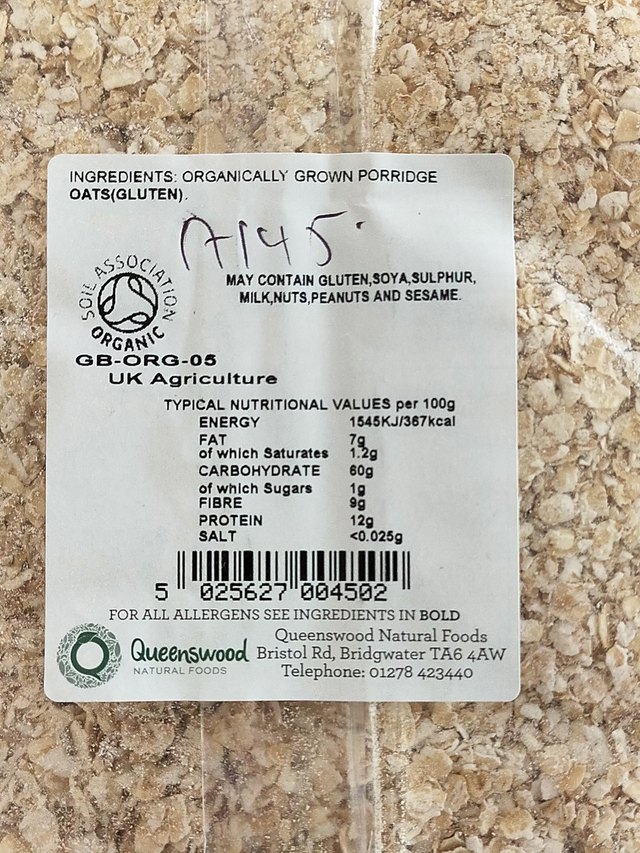 INGREDIENTS: ORGANICALLY GROWN PORRIDGE
OATS(GLUTEN).
A145
MAY CONTAIN GLUTEN,SOYA,SULPHUR,
MILK,NUTS,PEANUTS AND SESAME.
SOIL ASSOCIATION
ORGANIC
GB-ORG-05
UK Agriculture
TYPICAL NUTRITIONAL VALUES per 100g
ENERGY 1545KJ/367kcal
FAT 7g
of which Saturates 1.2g
CARBOHYDRATE 60g
of which Sugars 1g
FIBRE 9g
PROTEIN 12g
SALT <0.025g
5 025627 004502
FOR ALL ALLERGENS SEE INGREDIENTS IN BOLD
Queenswood
NATURAL FOODS
Queenswood Natural Foods
Bristol Rd, Bridgwater TA6 4AW
Telephone: 01278 423440